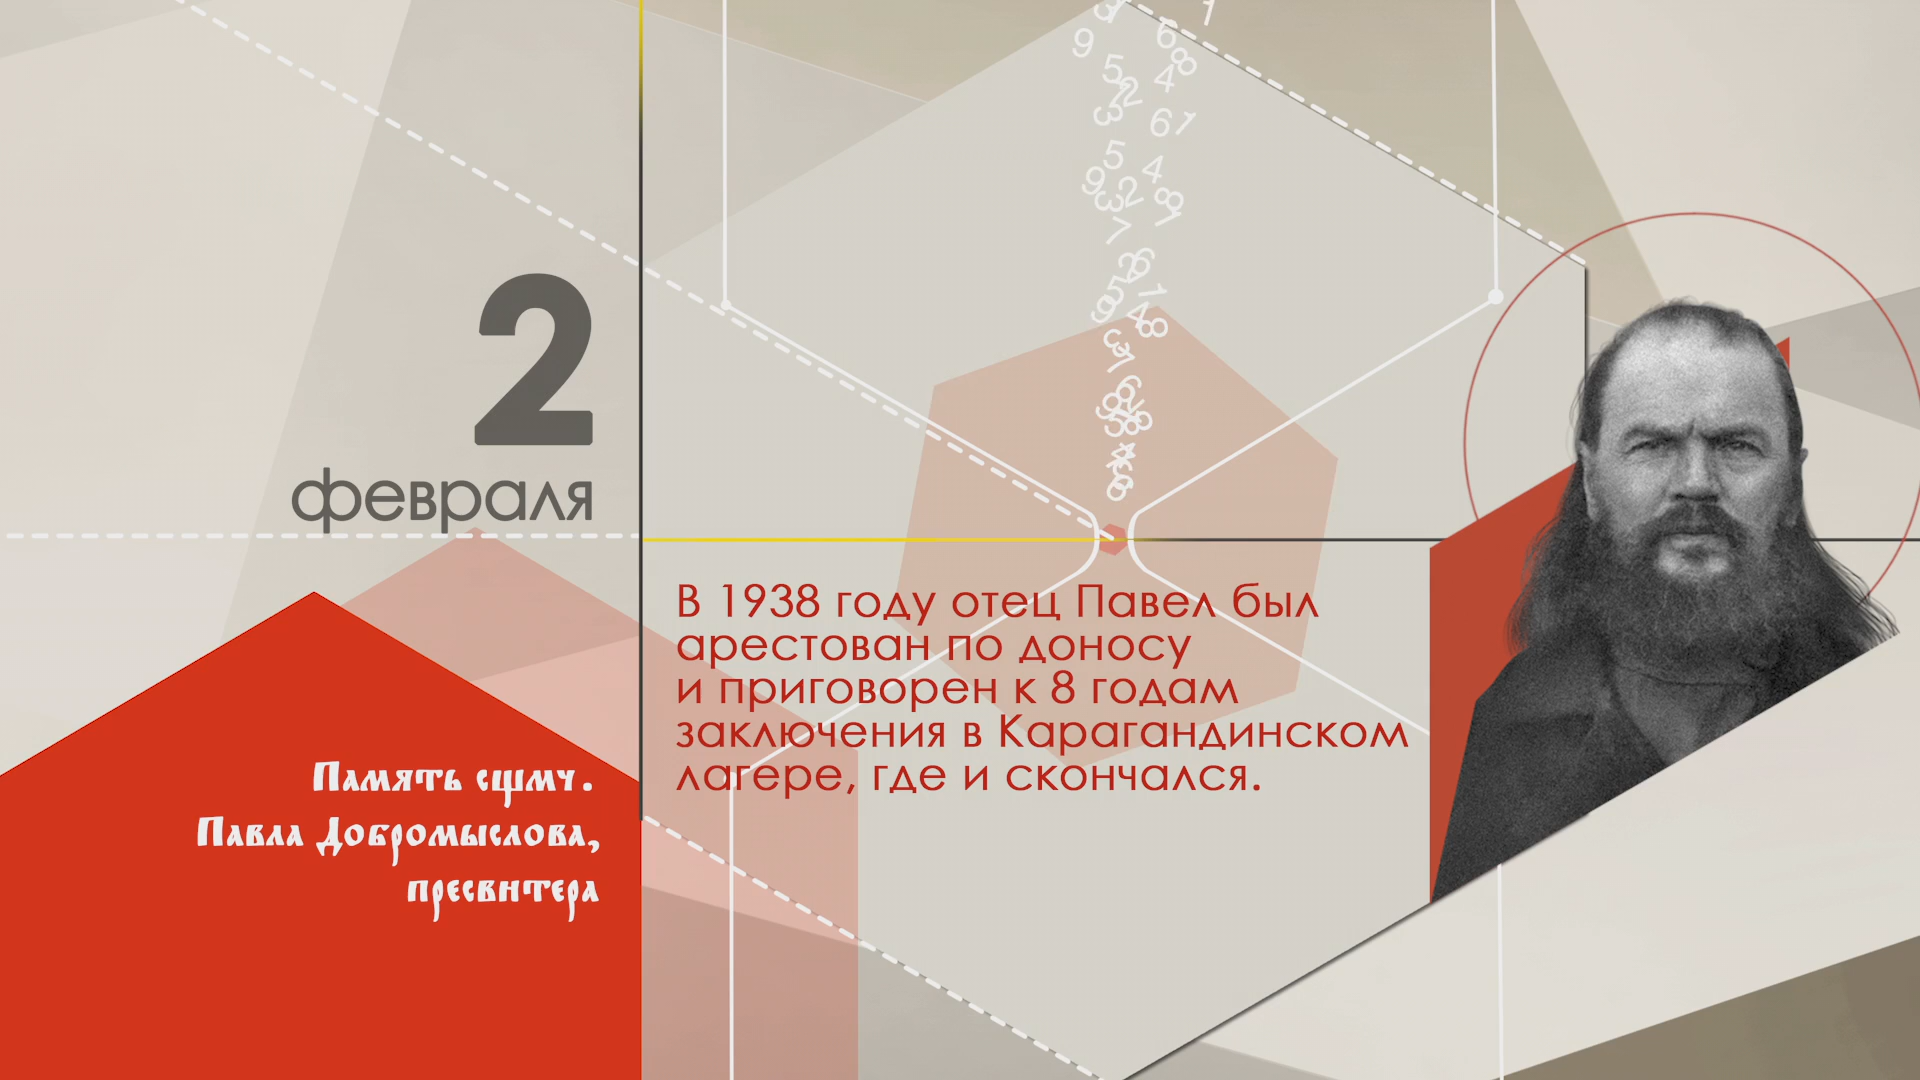 2
февраля
Память сщмч.
Павла Добромыслова,
пресвитера
В 1938 году отец Павел был
арестован по доносу
и приговорен к 8 годам
заключения в Карагандинском
лагере, где и скончался.